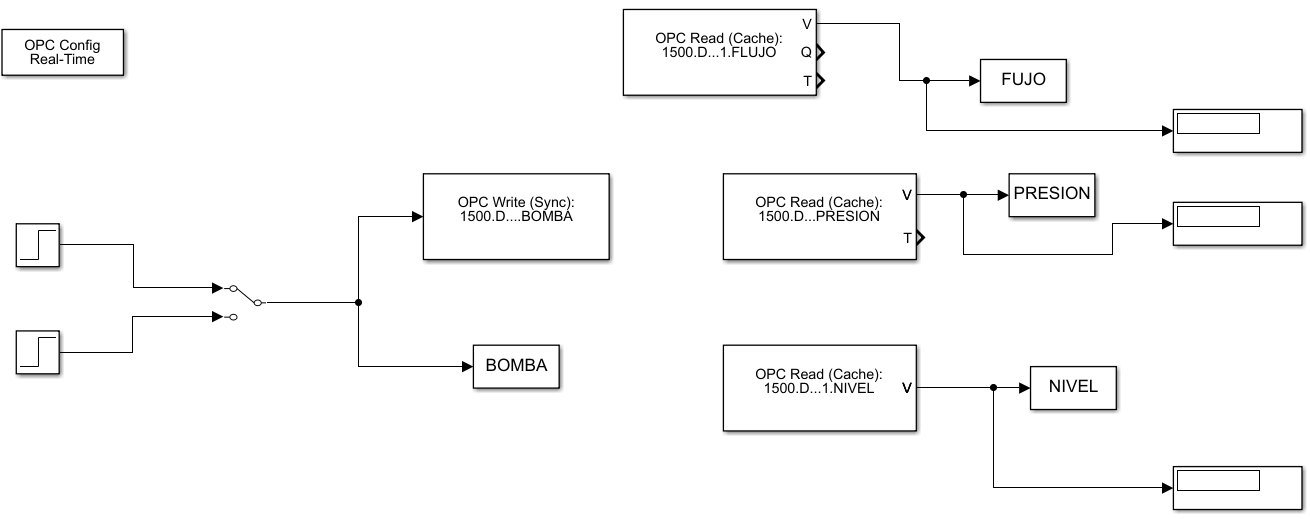 OPC Config
Real-Time
OPC Read (Cache):
1500.D...1.FLUJO
V
Q
T
FUJO
OPC Write (Sync):
1500.D....BOMBA
OPC Read (Cache):
1500.D...PRESION
V
T
PRESION
BOMBA
OPC Read (Cache):
1500.D...1.NIVEL
V
NIVEL